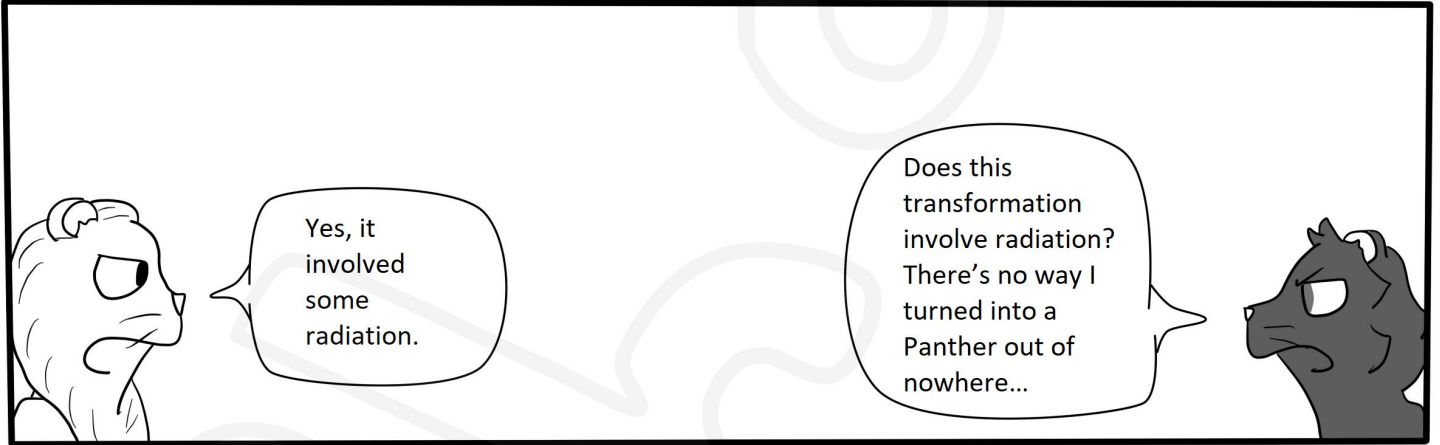 Yes, it
involved
some
radiation.
Does this
transformation
involve radiation?
There’s no way I
turned into a
Panther out of
nowhere…